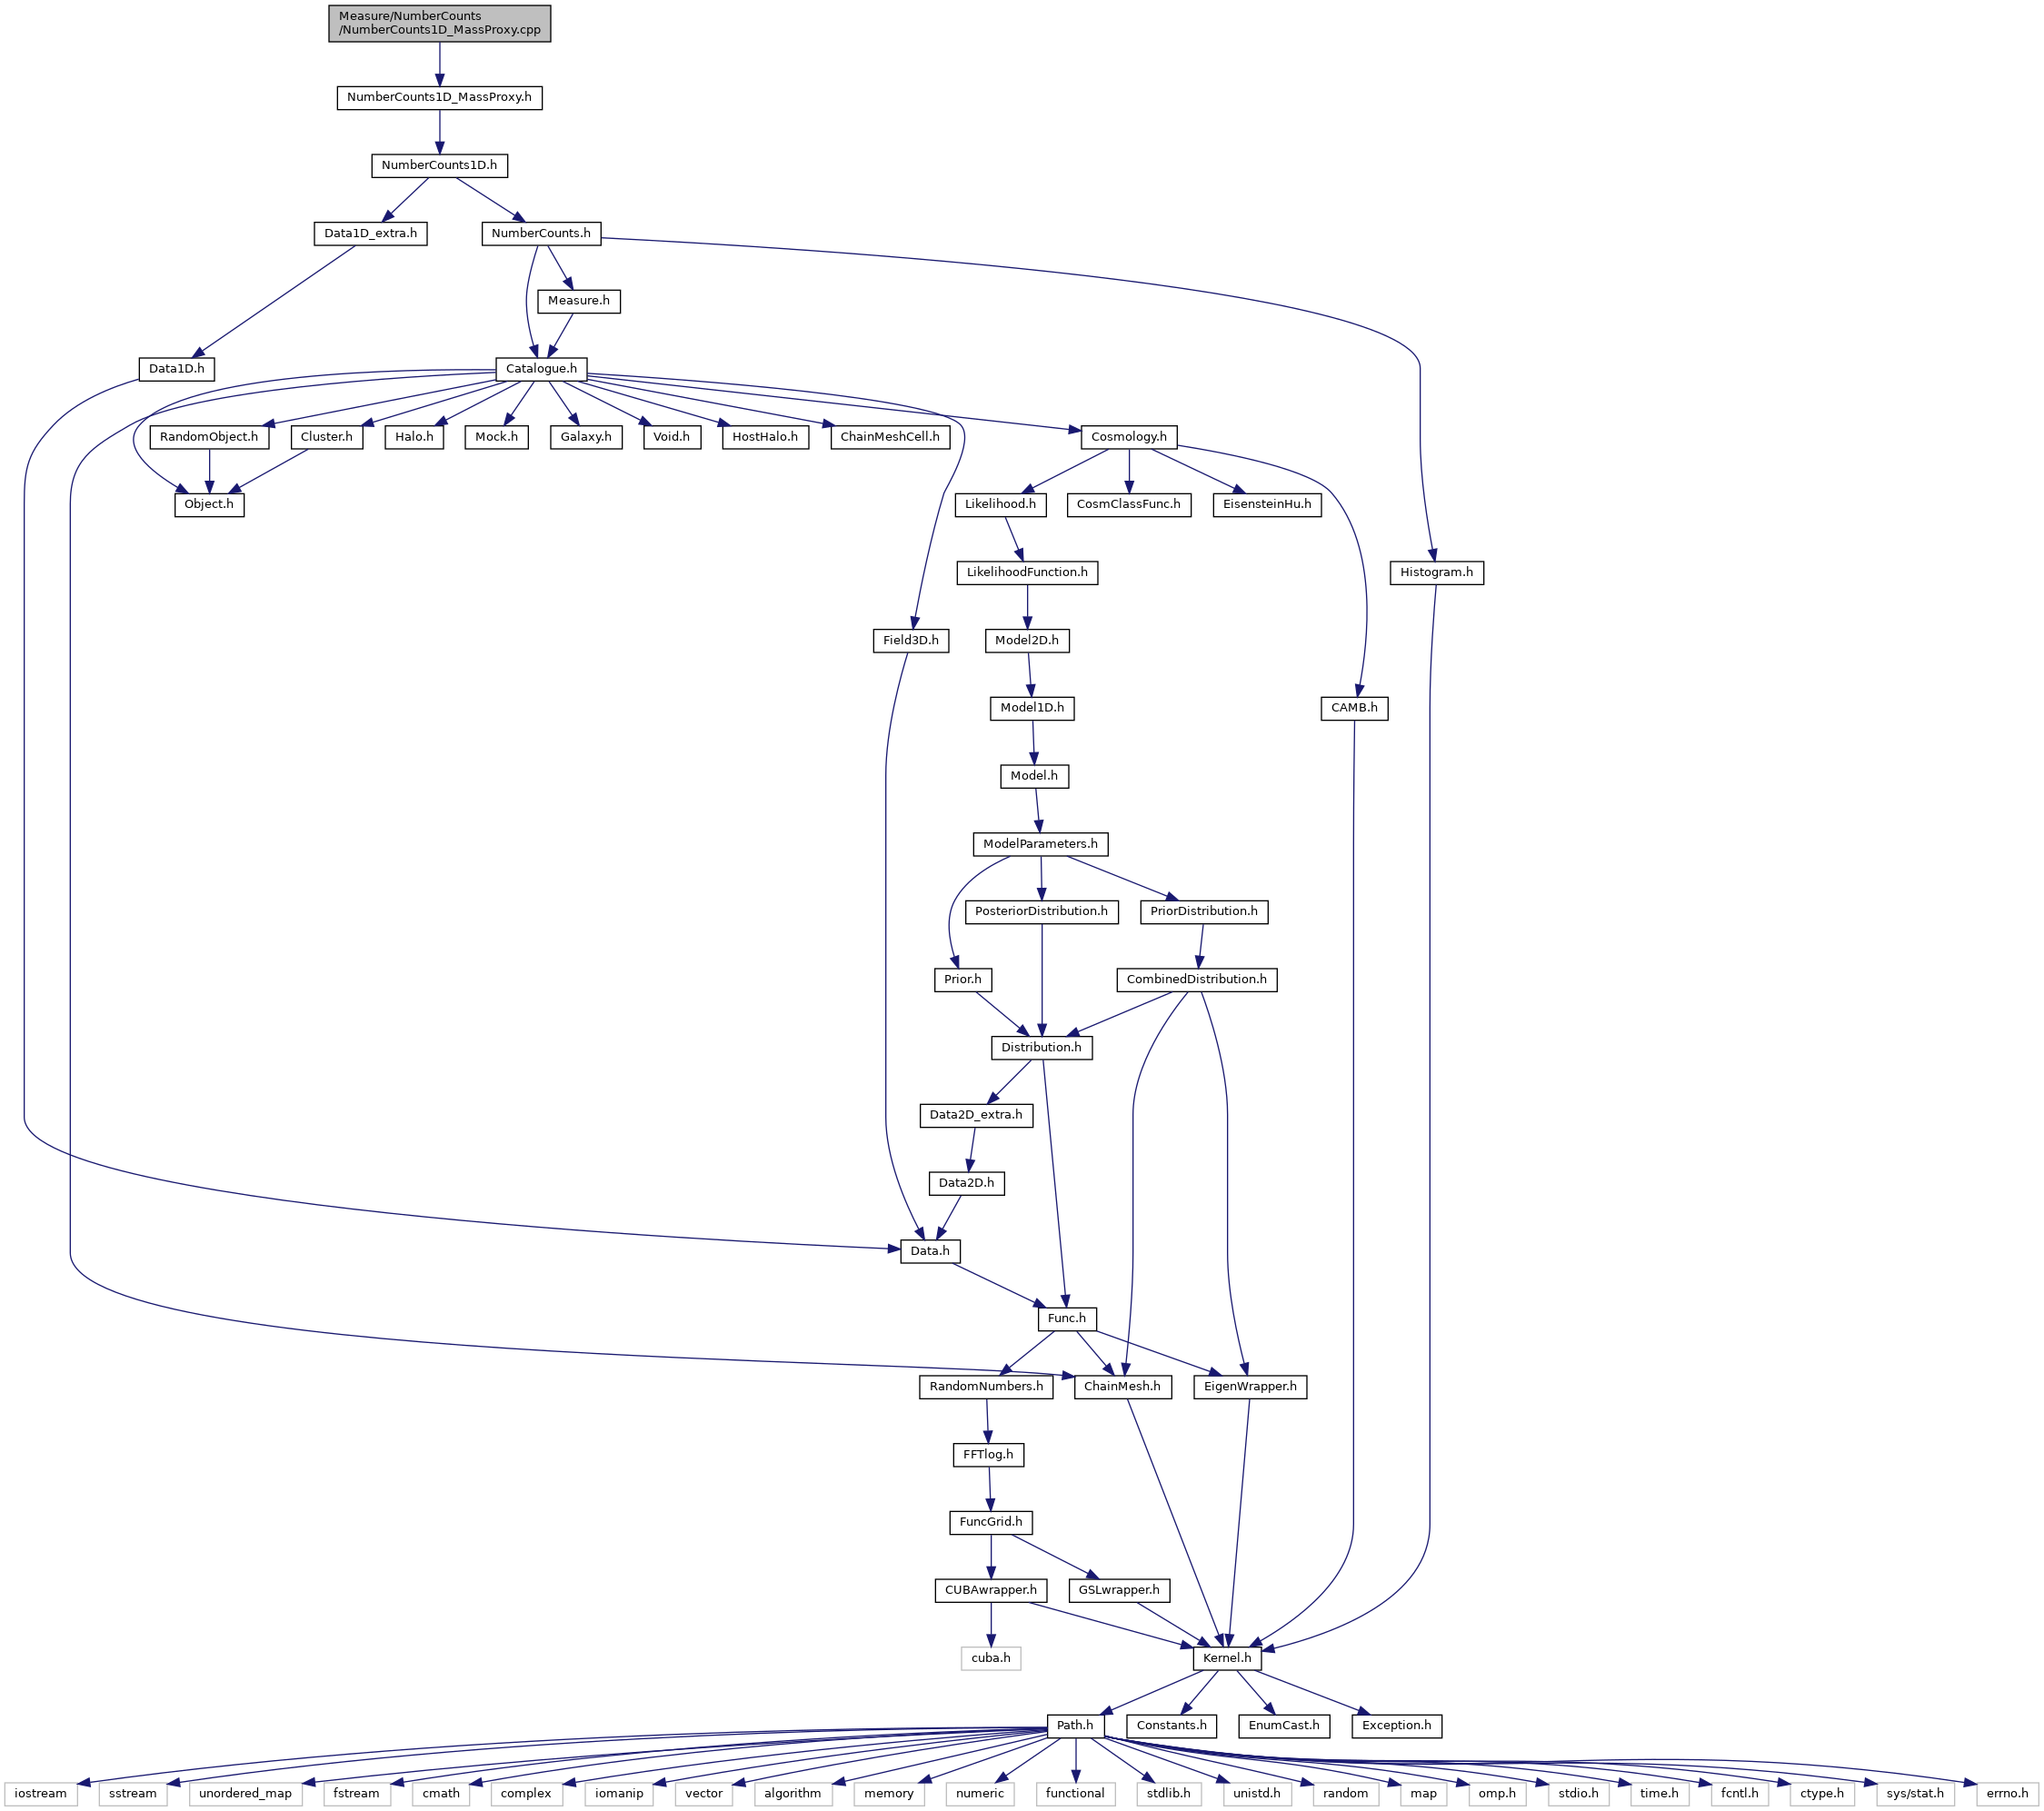 Measure/NumberCounts
/NumberCounts1D_MassProxy.cpp
NumberCounts1D_MassProxy.h
NumberCounts1D.h
Data1D_extra.h
NumberCounts.h
Measure.h
Data1D.h
Catalogue.h
RandomObject.h
Cluster.h
Halo.h
Mock.h
Galaxy.h
Void.h
HostHalo.h
ChainMeshCell.h
Cosmology.h
Object.h
Likelihood.h
CosmClassFunc.h
EisensteinHu.h
LikelihoodFunction.h
Histogram.h
Field3D.h
Model2D.h
Model1D.h
CAMB.h
Model.h
ModelParameters.h
PosteriorDistribution.h
PriorDistribution.h
Prior.h
CombinedDistribution.h
Distribution.h
Data2D_extra.h
Data2D.h
Data.h
Func.h
RandomNumbers.h
ChainMesh.h
EigenWrapper.h
FFTlog.h
FuncGrid.h
CUBAwrapper.h
GSLwrapper.h
cuba.h
Kernel.h
Path.h
Constants.h
EnumCast.h
Exception.h
iostream
sstream
unordered_map
fstream
cmath
complex
iomanip
vector
algorithm
memory
numeric
functional
stdlib.h
unistd.h
random
map
omp.h
stdio.h
time.h
fcntl.h
ctype.h
sys/stat.h
errno.h